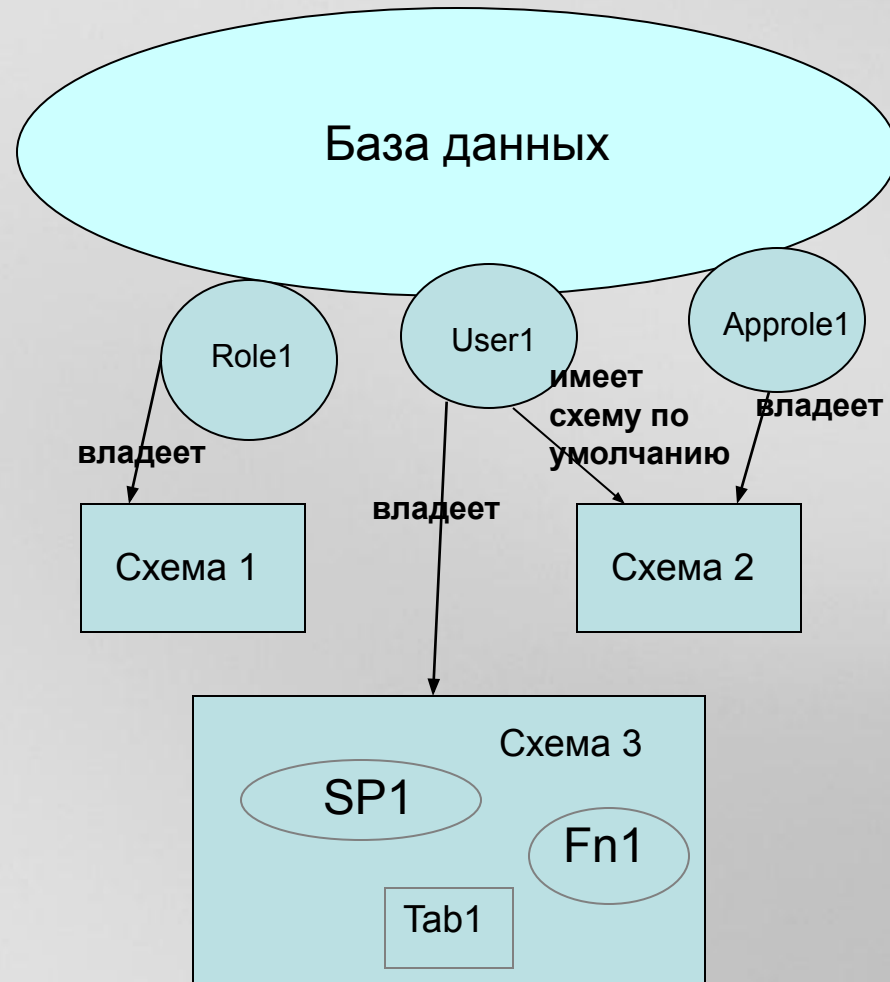 База данных
Role1
User1
Approle1
имеет
схему по
умолчанию
владеет
владеет
владеет
Схема 1
Схема 2
Схема 3
SP1
Fn1
Tab1